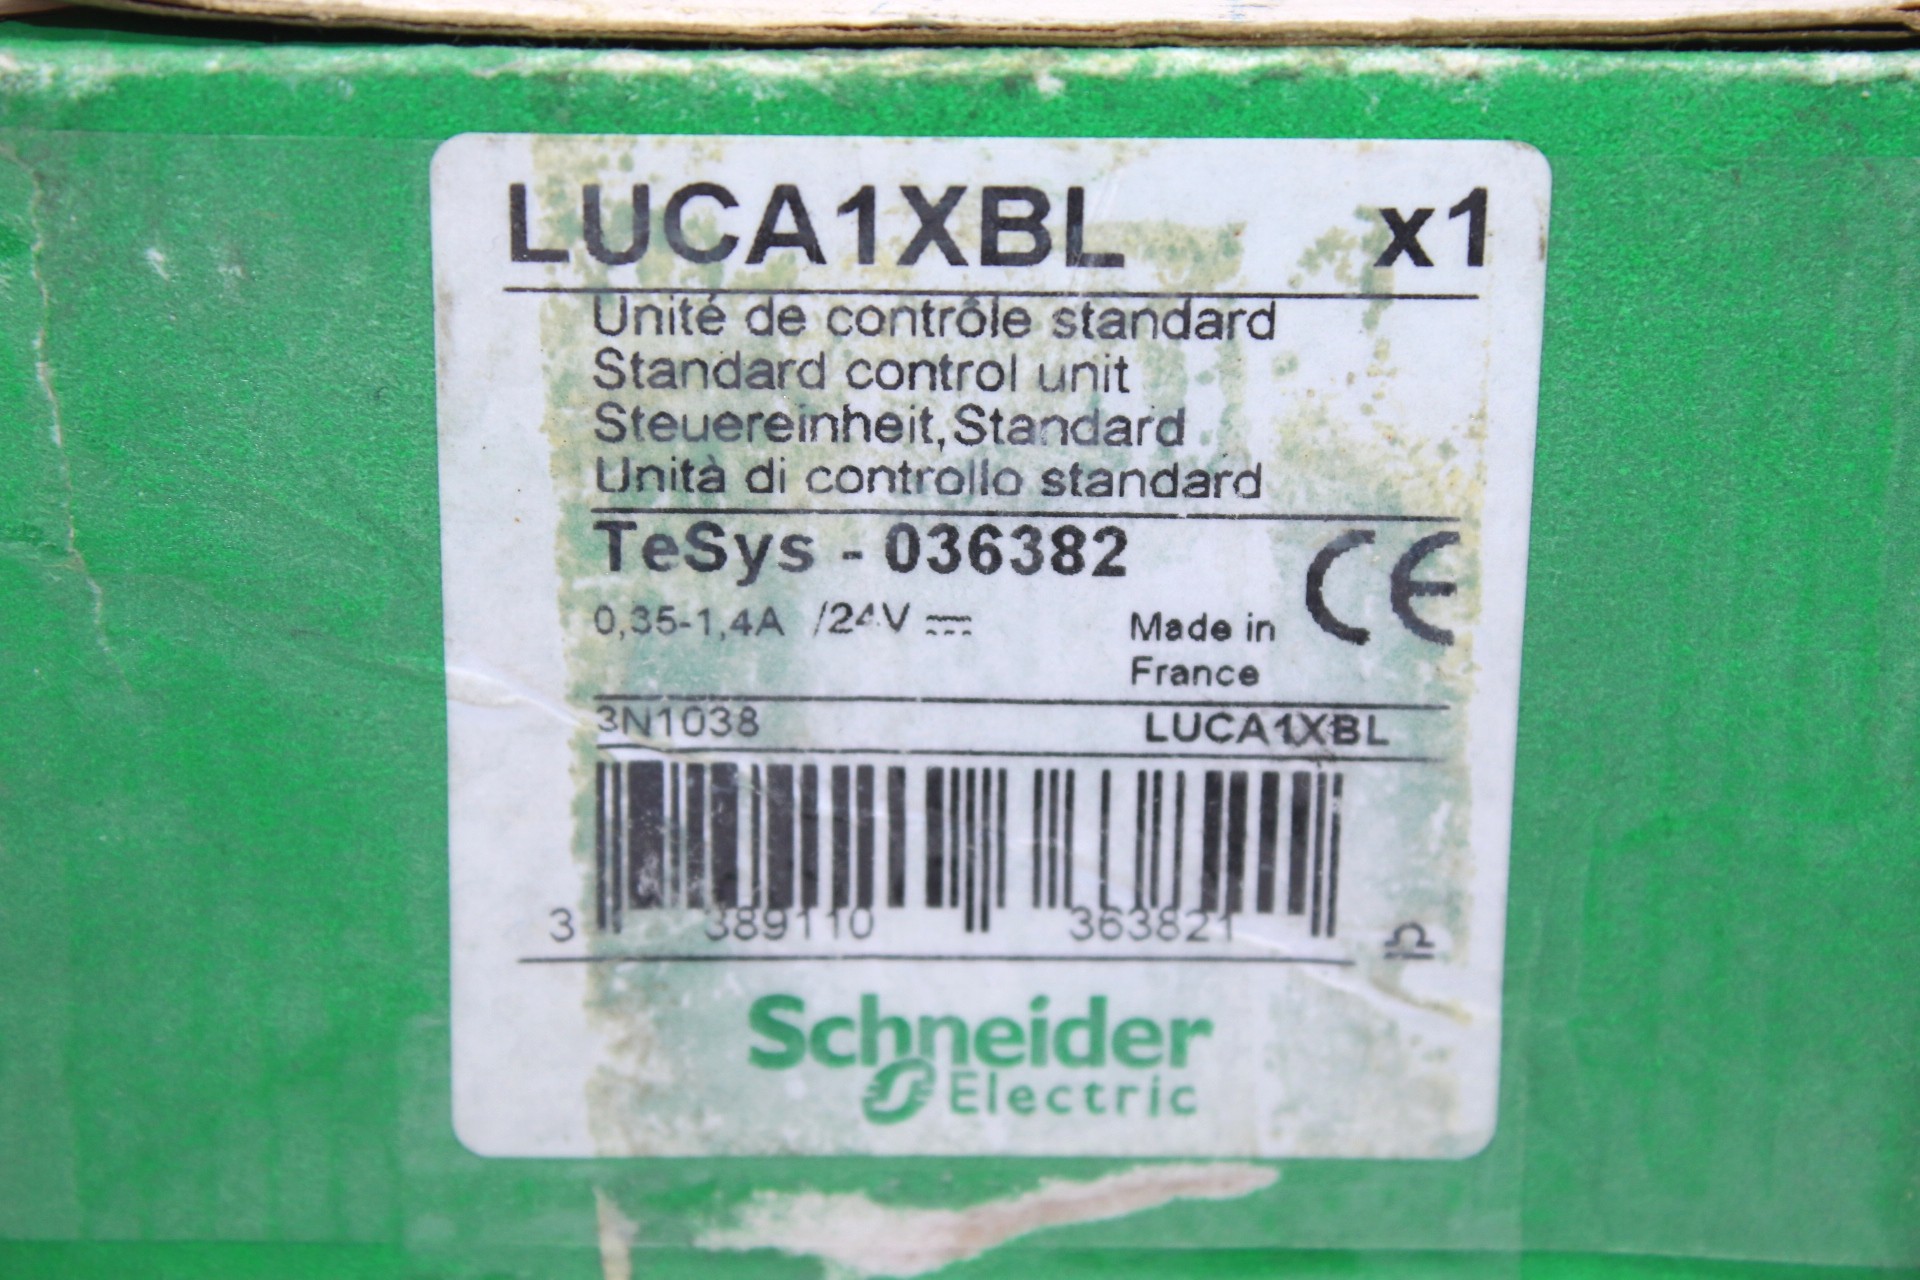 LUCA1XBL x1
Unité de contrôle standard
Standard control unit
Steuereinheit,Standard
Unità di controllo standard
TeSys - 036382
0,35-1,4A /24V
Made in
France
CE
3N1038 LUCA1XBL
3 389110 363821
Schneider
Electric